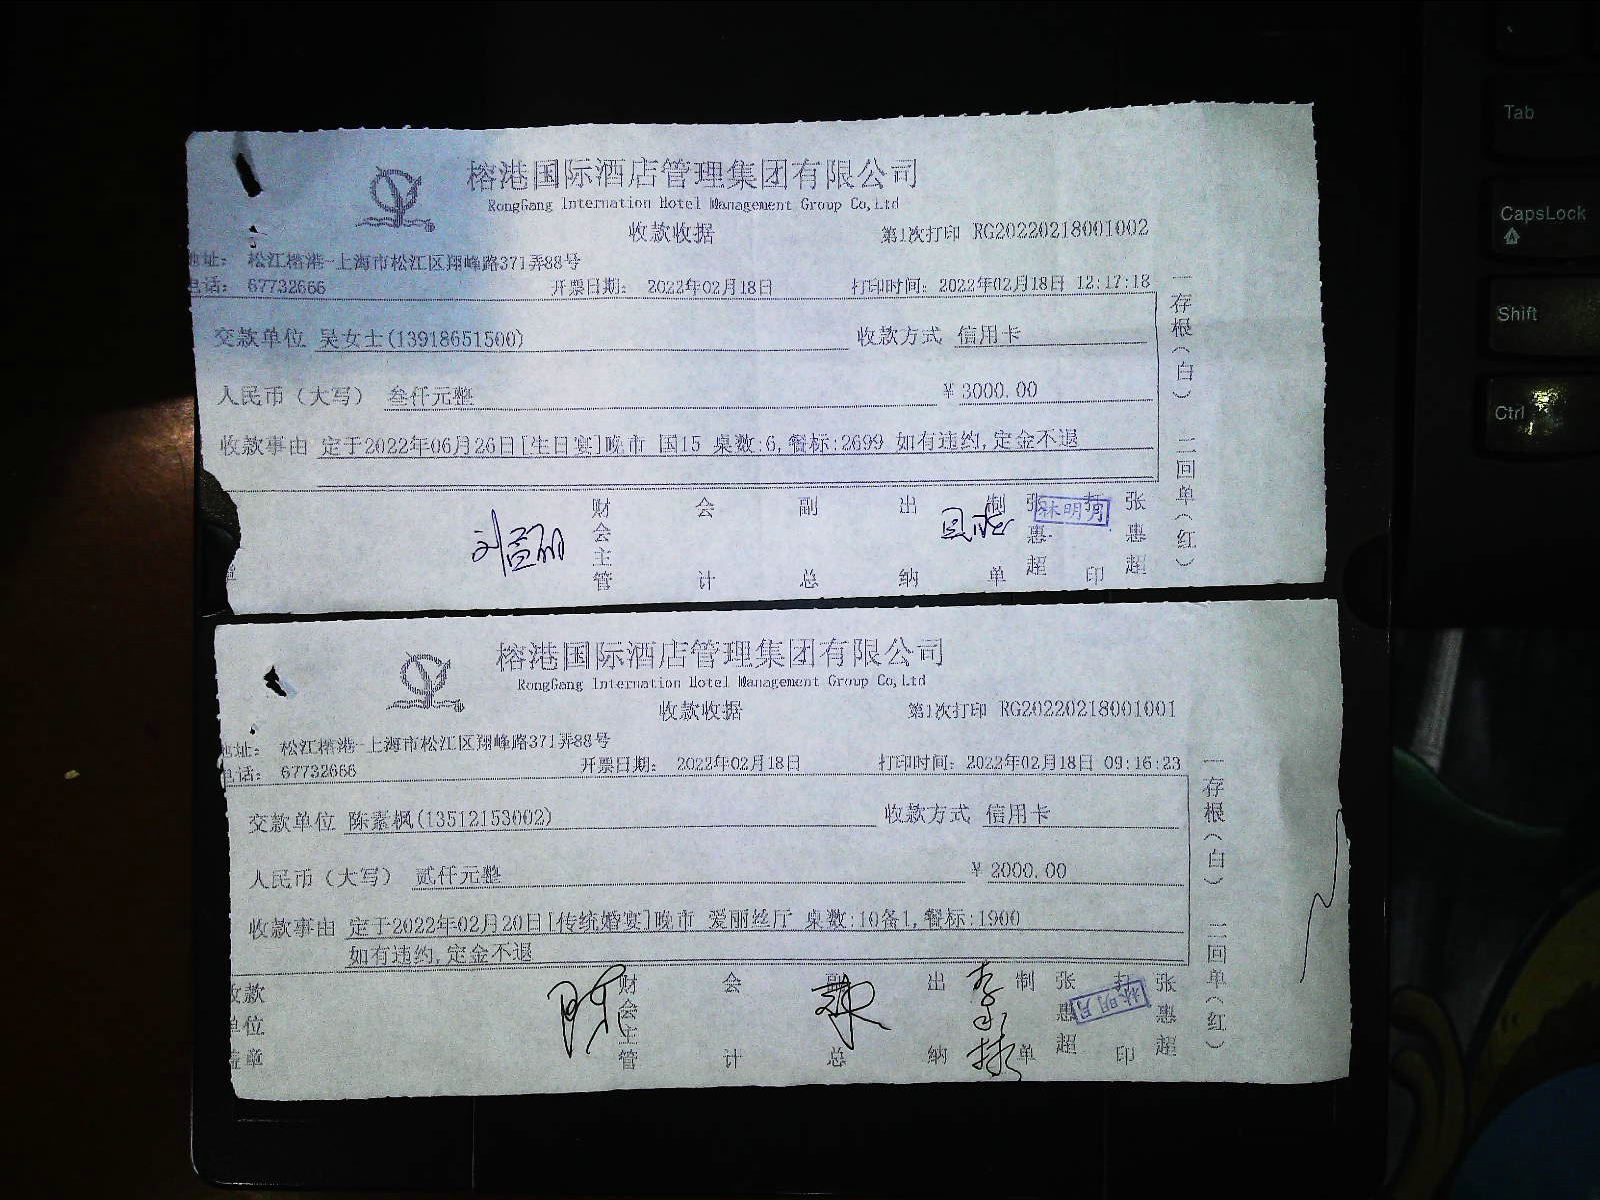 榕港国际酒店管理集团有限公司
RongGang Internation Hotel Management Group Co,Ltd
收款收据 第1次打印 RG20220218001002
地址: 松江榕港-上海市松江区翔峰路371弄88号
电话: 67732666 开票日期: 2022年02月18日 打印时间: 2022年02月18日 12:17:18
交款单位 吴女士(13918651500) 收款方式 信用卡
人民币（大写） 叁仟元整 ￥3000.00
收款事由 定于2022年06月26日[生日宴]晚市 国15 桌数:6,餐标:2699 如有违约,定金不退
财会主管 会计 副总 出纳 制单 张惠超 打印 张惠超
林明月
一存根(白) 二回单(红)
榕港国际酒店管理集团有限公司
RongGang Internation Hotel Management Group Co,Ltd
收款收据 第1次打印 RG20220218001001
地址: 松江榕港-上海市松江区翔峰路371弄88号
电话: 67732666 开票日期: 2022年02月18日 打印时间: 2022年02月18日 09:16:23
交款单位 陈素枫(13512153002) 收款方式 信用卡
人民币（大写） 贰仟元整 ￥2000.00
收款事由 定于2022年02月20日[传统婚宴]晚市 爱丽丝厅 桌数:10备1,餐标:1900
如有违约,定金不退
收款单位盖章 财会主管 会计 副总 出纳 制单 张惠超 打印 张惠超
林明月
一存根(白) 二回单(红)
Tab
CapsLock
Shift
Ctrl